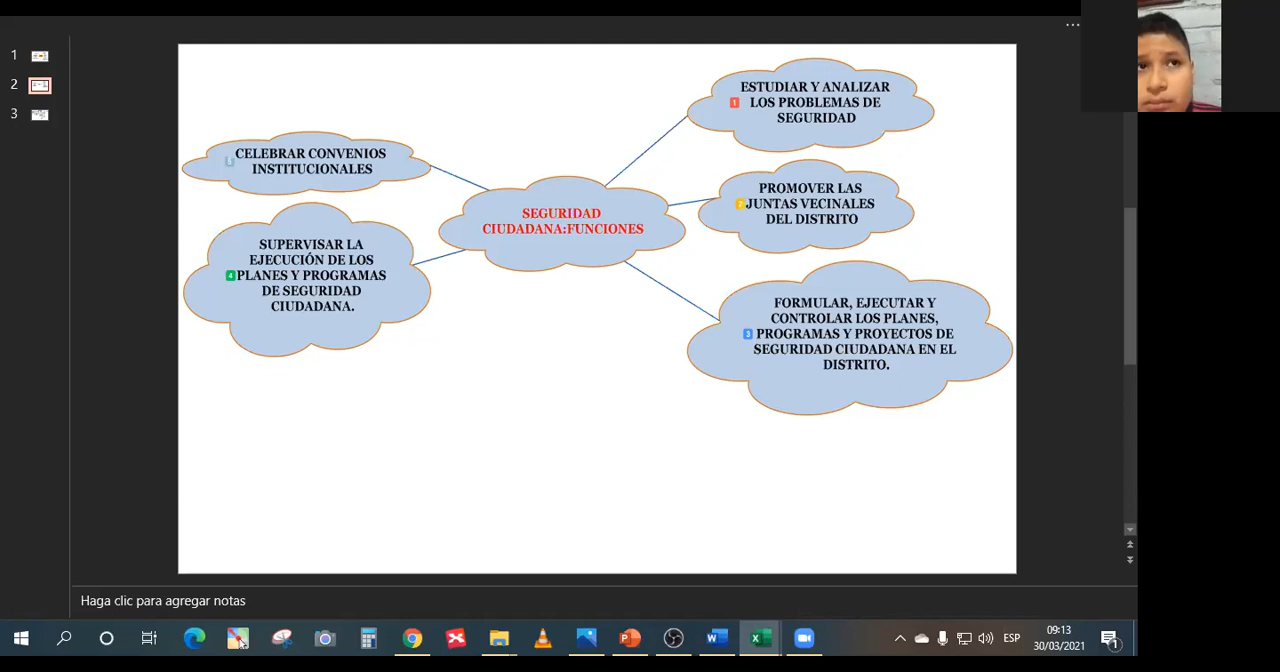 1
2
3
ESTUDIAR Y ANALIZAR
1 LOS PROBLEMAS DE
SEGURIDAD
5 CELEBRAR CONVENIOS
INSTITUCIONALES
PROMOVER LAS
2 JUNTAS VECINALES
DEL DISTRITO
SEGURIDAD
CIUDADANA:FUNCIONES
SUPERVISAR LA
EJECUCIÓN DE LOS
4 PLANES Y PROGRAMAS
DE SEGURIDAD
CIUDADANA.
FORMULAR, EJECUTAR Y
CONTROLAR LOS PLANES,
3 PROGRAMAS Y PROYECTOS DE
SEGURIDAD CIUDADANA EN EL
DISTRITO.
Haga clic para agregar notas
ESP
09:13
30/03/2021
1